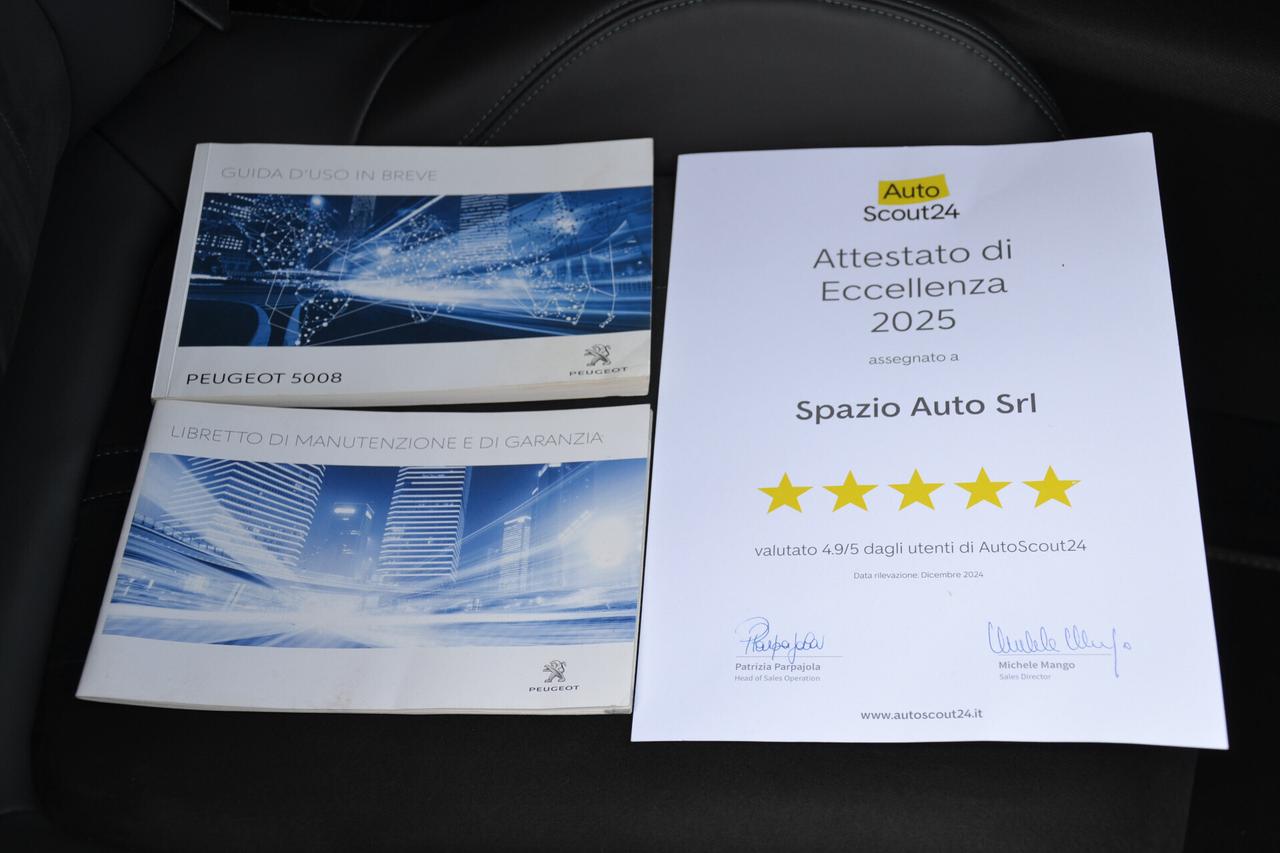 GUIDA D'USO IN BREVE
PEUGEOT
PEUGEOT 5008
LIBRETTO DI MANUTENZIONE E DI GARANZIA
PEUGEOT
Auto
Scout24
Attestato di
Eccellenza
2025
assegnato a
Spazio Auto Srl
valutato 4.9/5 dagli utenti di AutoScout24
Data rilevazione: Dicembre 2024
Patrizia Parpajola
Head of Sales Operation
Michele Mango
Sales Director
www.autoscout24.it